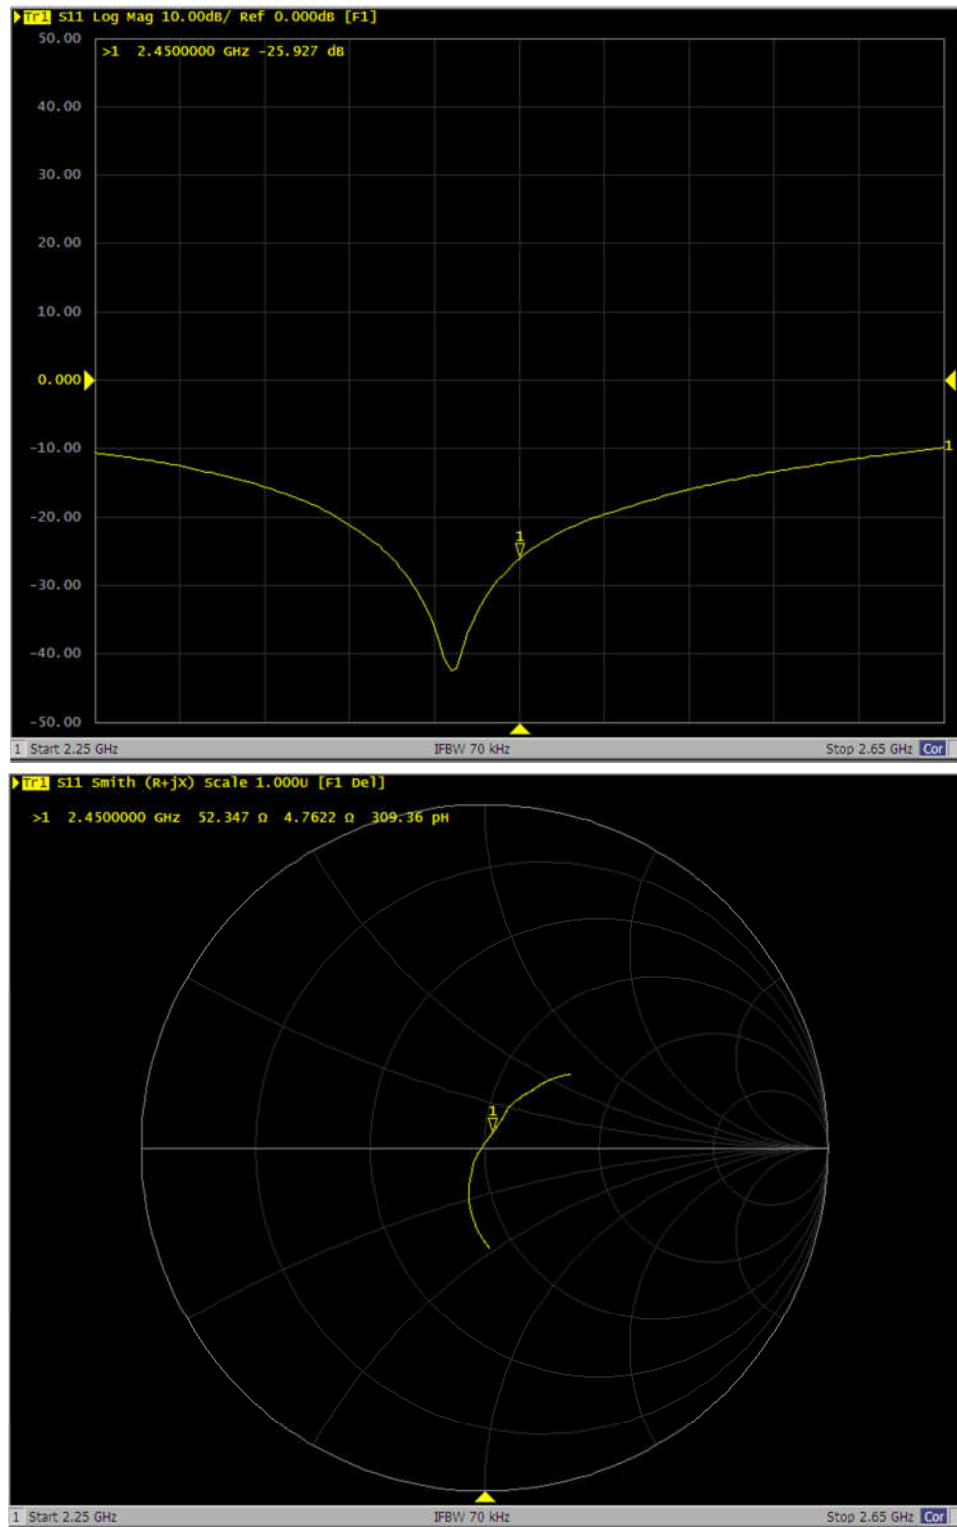 Tr1 S11 Log Mag 10.00dB/ Ref 0.000dB [F1]
50.00
>1 2.4500000 GHz -25.927 dB
40.00
30.00
20.00
10.00
0.000
-10.00
1
-20.00
1
-30.00
-40.00
-50.00
1 Start 2.25 GHz IFBW 70 kHz Stop 2.65 GHz Cor
Tr1 S11 Smith (R+jX) Scale 1.000U [F1 Del]
>1 2.4500000 GHz 52.347 Ω 4.7622 Ω 309.36 pH
1
1 Start 2.25 GHz IFBW 70 kHz Stop 2.65 GHz Cor